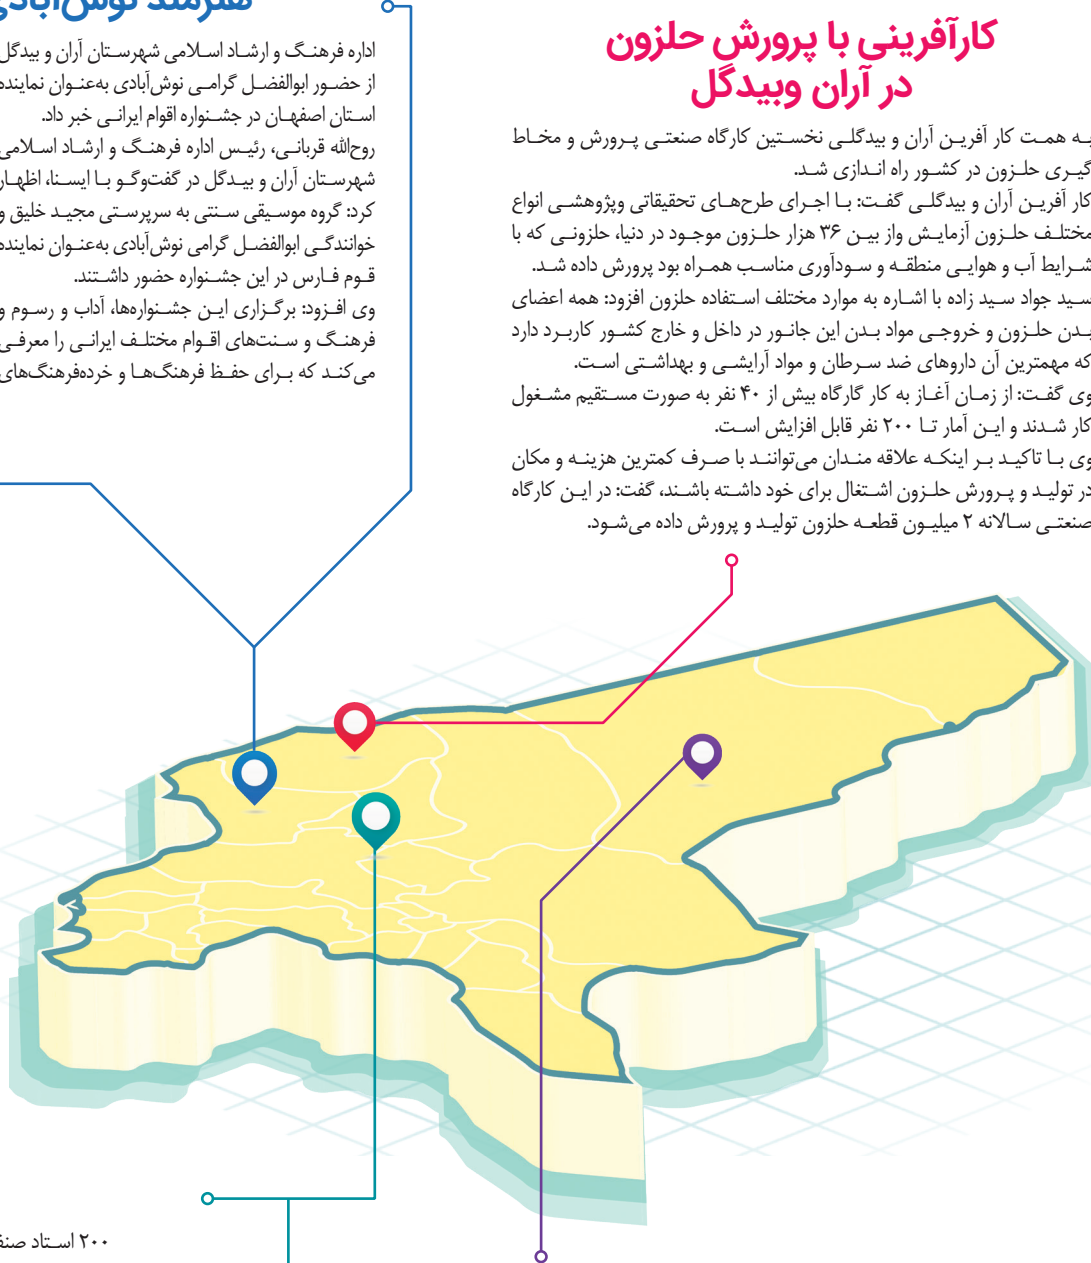 کارآفرینی با پرورش حلزون
در آران وبیدگل
به همت کار آفرین آران و بیدگلی نخستین کارگاه صنعتی پرورش و مخاط
گیری حلزون در کشور راه اندازی شد.
کار آفرین آران و بیدگلی گفت: با اجرای طرح‌های تحقیقاتی وپژوهشی انواع
مختلف حلزون آزمایش واز بین ۳۶ هزار حلزون موجود در دنیا، حلزونی که با
شرایط آب و هوایی منطقه و سودآوری مناسب همراه بود پرورش داده شد.
سید جواد سید زاده با اشاره به موارد مختلف استفاده حلزون افزود: همه اعضای
بدن حلزون و خروجی مواد بدن این جانور در داخل و خارج کشور کاربرد دارد
که مهمترین آن داروهای ضد سرطان و مواد آرایشی و بهداشتی است.
وی گفت: از زمان آغاز به کار گارگاه بیش از ۴۰ نفر به صورت مستقیم مشغول
کار شدند و این آمار تا ۲۰۰ نفر قابل افزایش است.
وی با تاکید بر اینکه علاقه مندان می‌توانند با صرف کمترین هزینه و مکان
در تولید و پرورش حلزون اشتغال برای خود داشته باشند، گفت: در این کارگاه
صنعتی سالانه ۲ میلیون قطعه حلزون تولید و پرورش داده می‌شود.
هنرمند نوش‌آبادی
اداره فرهنگ و ارشاد اسلامی شهرستان آران و بیدگل
از حضور ابوالفضل گرامی نوش‌آبادی به‌عنوان نماینده
استان اصفهان در جشنواره اقوام ایرانی خبر داد.
روح‌الله قربانی، رئیس اداره فرهنگ و ارشاد اسلامی
شهرستان آران و بیدگل در گفت‌وگو با ایسنا، اظهار
کرد: گروه موسیقی سنتی به سرپرستی مجید خلیق و
خوانندگی ابوالفضل گرامی نوش‌آبادی به‌عنوان نماینده
قوم فارس در این جشنواره حضور داشتند.
وی افزود: برگزاری این جشنواره‌ها، آداب و رسوم و
فرهنگ و سنت‌های اقوام مختلف ایرانی را معرفی
می‌کند که برای حفظ فرهنگ‌ها و خرده‌فرهنگ‌های
۲۰۰ استاد